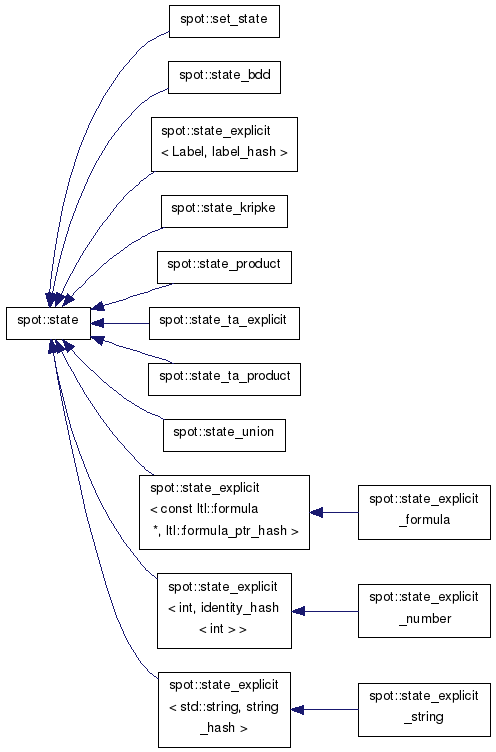 spot::set_state
spot::state_bdd
spot::state_explicit
< Label, label_hash >
spot::state_kripke
spot::state_product
spot::state
spot::state_ta_explicit
spot::state_ta_product
spot::state_union
spot::state_explicit
< const ltl::formula
*, ltl::formula_ptr_hash >
spot::state_explicit
_formula
spot::state_explicit
< int, identity_hash
< int > >
spot::state_explicit
_number
spot::state_explicit
< std::string, string
_hash >
spot::state_explicit
_string